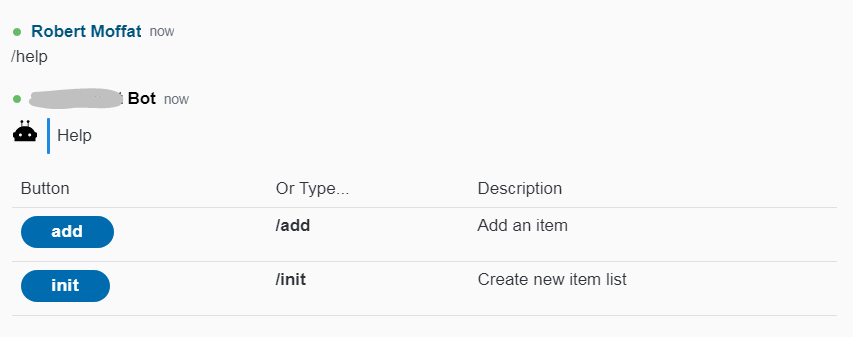 Robert Moffat now
/help
Bot now
Help
Button Or Type... Description
add /add Add an item
init /init Create new item list